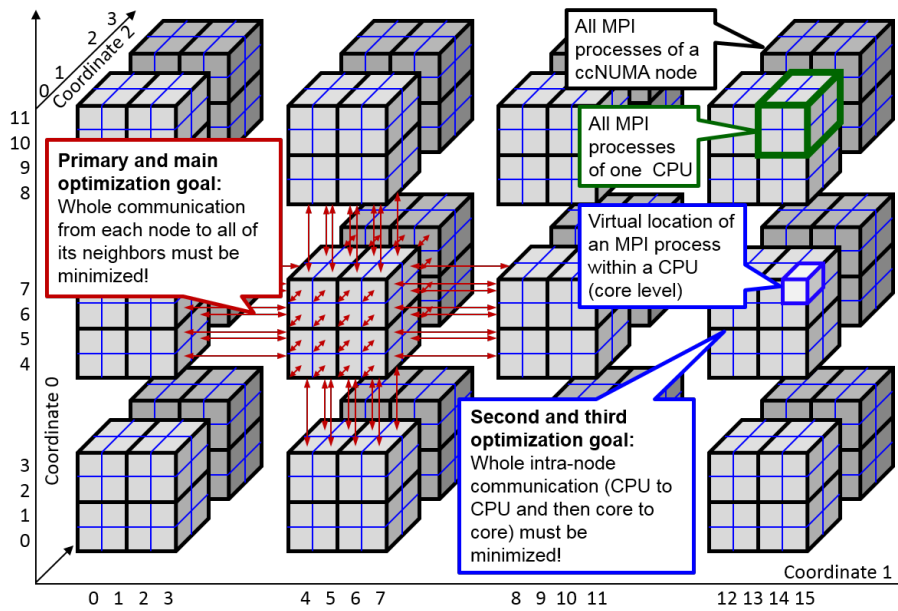 3
2
1
0
Coordinate 2
All MPI
processes of a
ccNUMA node
11
10
9
8
All MPI
processes
of one CPU
Primary and main
optimization goal:
Whole communication
from each node to all of
its neighbors must be
minimized!
Virtual location of
an MPI process
within a CPU
(core level)
7
6
5
4
Coordinate 0
Second and third
optimization goal:
Whole intra-node
communication (CPU to
CPU and then core to
core) must be
minimized!
3
2
1
0
Coordinate 1
0 1 2 3 4 5 6 7 8 9 10 11 12 13 14 15